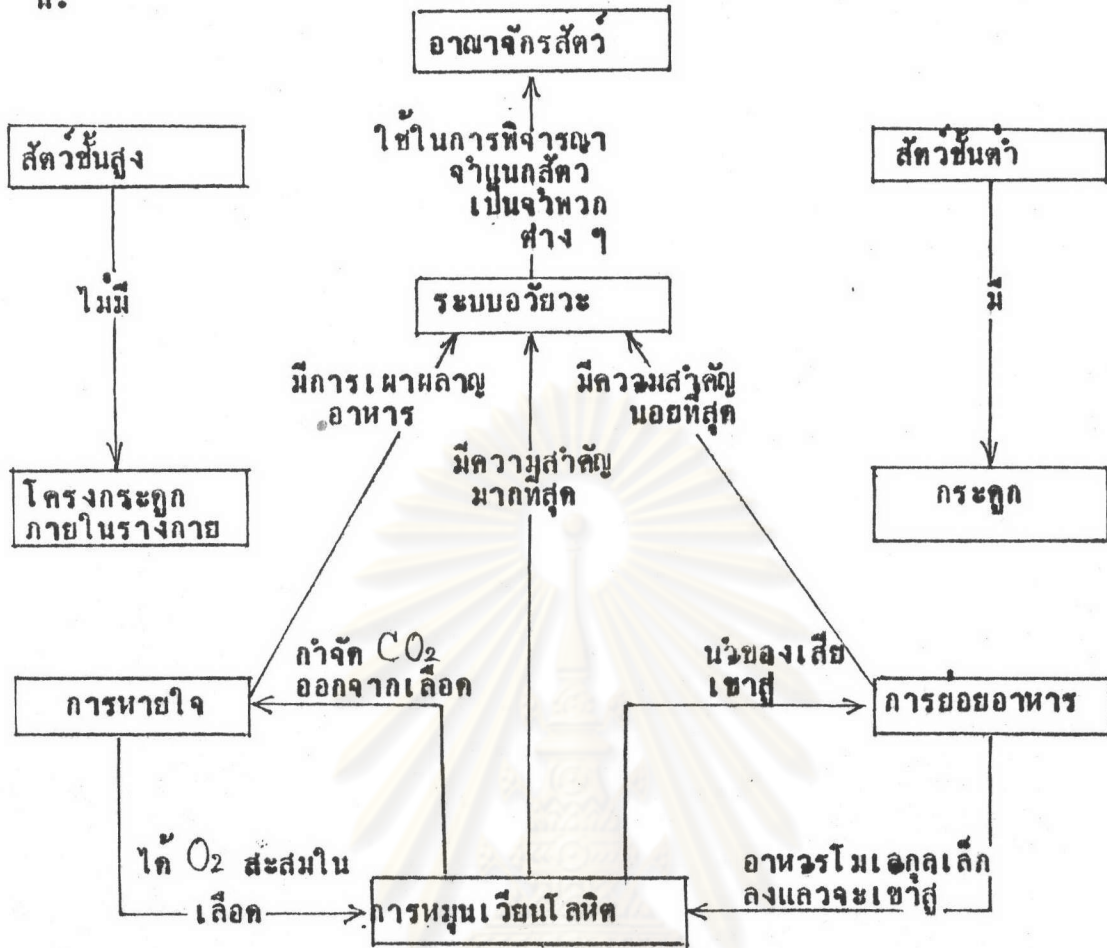 อาณาจักรสัตว์
สัตว์ชั้นสูง
ใช้ในการพิจารณา
จำแนกสัตว์
เป็นจำพวก
ต่าง ๆ
สัตว์ชั้นต่ำ
ไม่มี
ระบบอวัยวะ
มี
มีการเผาผลาญ
อาหาร
มีความสำคัญ
มากที่สุด
มีความสำคัญ
นอยที่สุด
โครงกระดูก
ภายในรางกาย
กระดูก
กำจัด CO₂
ออกจากเลือด
นำของเสีย
เขาสู่
การหายใจ
การย่อยอาหาร
ได้ O₂ สะสมใน
เลือด
อาหารโมเลกุลเล็ก
ลงแลวจะเข้าสู่
การหมุนเวียนโลหิต